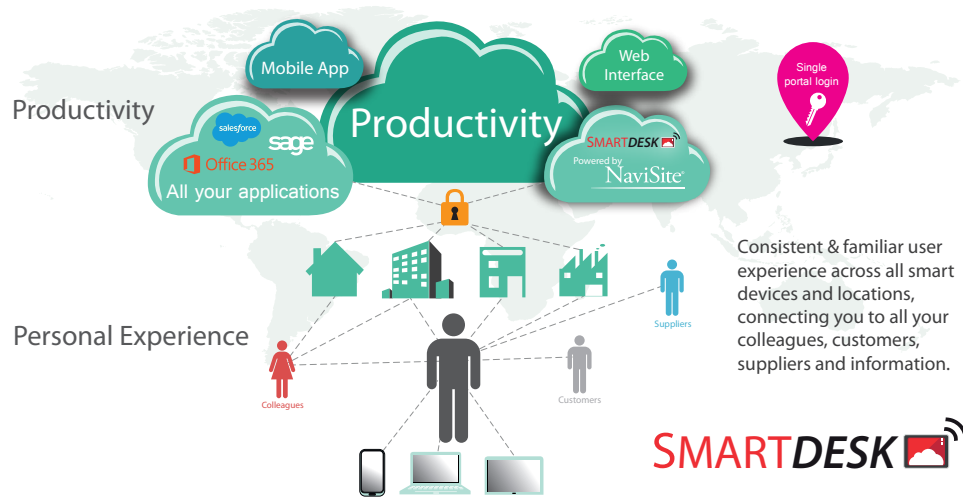 Mobile App
Web
Interface
Single
portal login
Productivity
Productivity
salesforce
sage
Office 365
All your applications
SMARTDESK
Powered by
NaviSite®
Consistent & familiar user
experience across all smart
devices and locations,
connecting you to all your
colleagues, customers,
suppliers and information.
Suppliers
Personal Experience
Colleagues
Customers
SMARTDESK